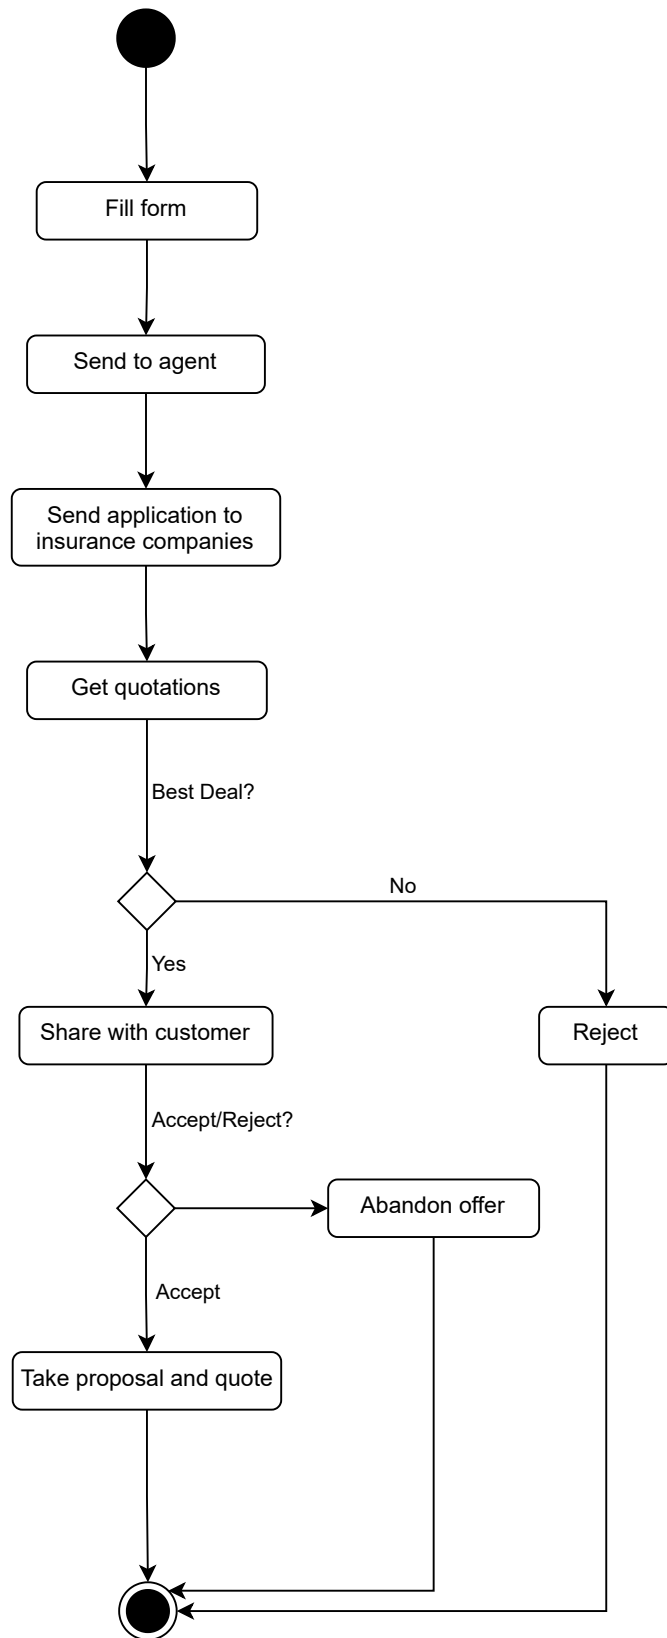 Fill form
Send to agent
Send application to
insurance companies
Get quotations
Best Deal?
No
Yes
Share with customer
Reject
Accept/Reject?
Abandon offer
Accept
Take proposal and quote